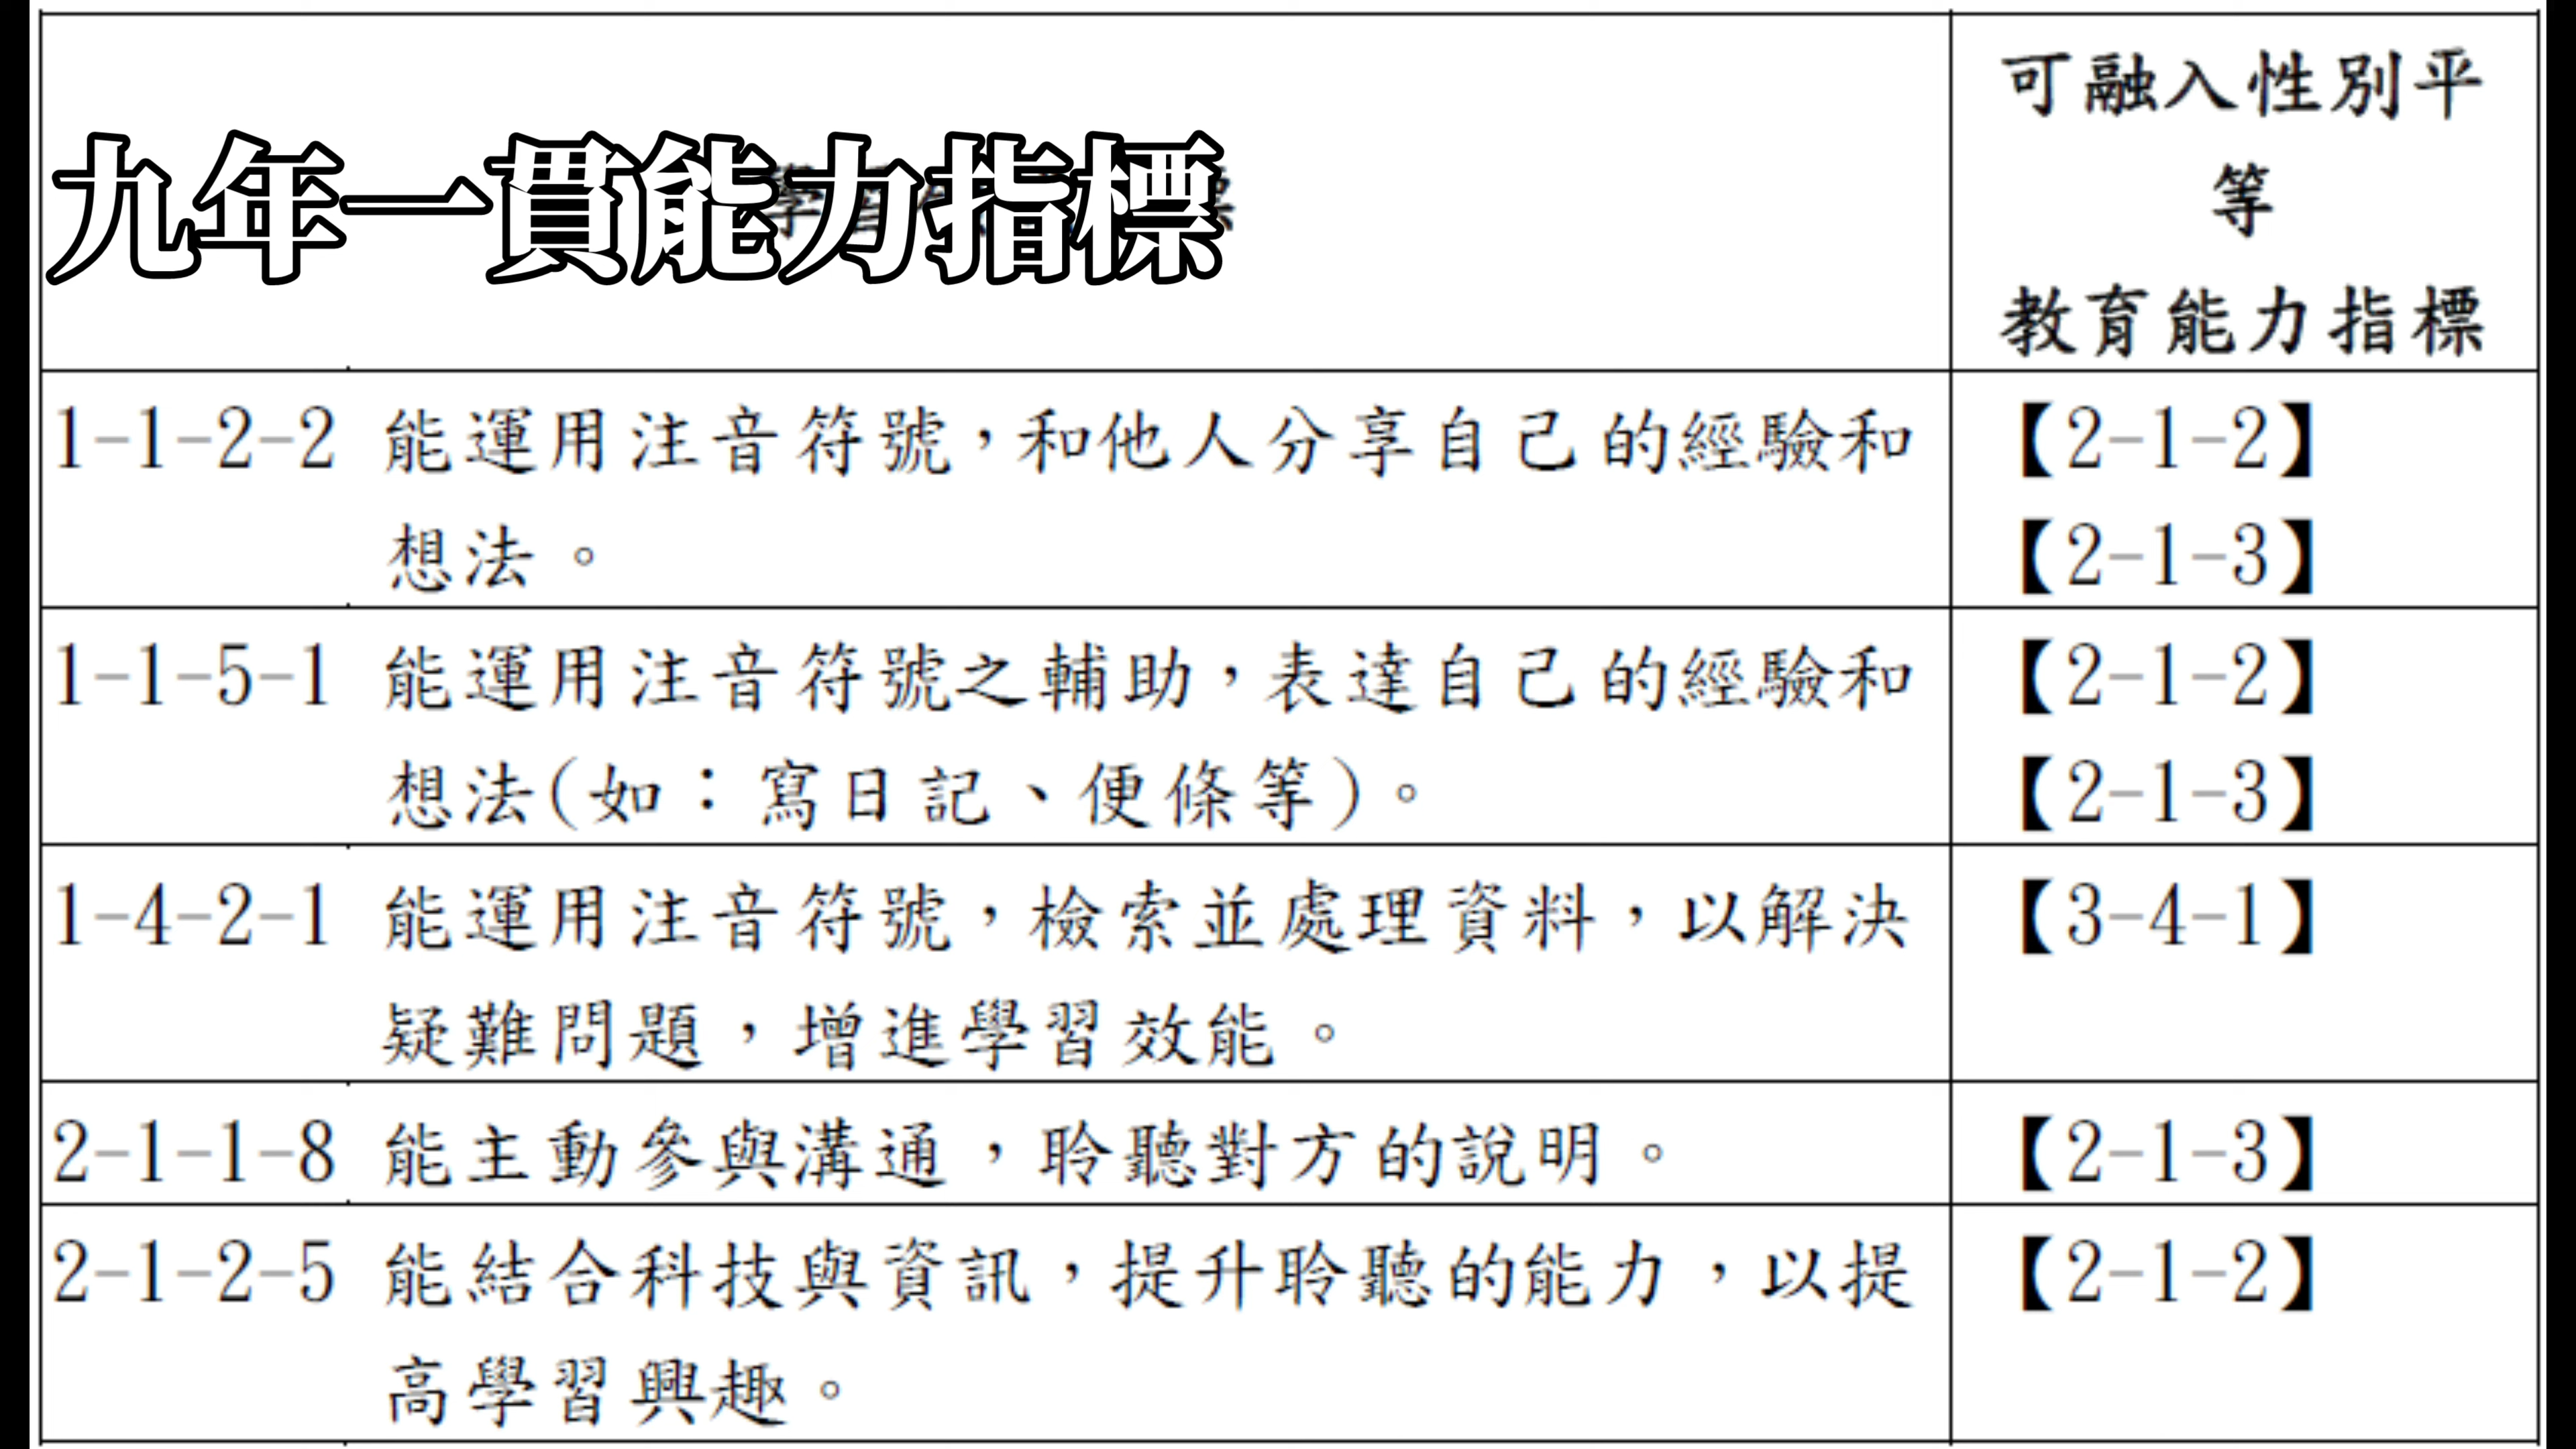 可融入性別平
等
教育能力指標
九年一貫能力指標
1-1-2-2 能運用注音符號，和他人分享自己的經驗和 【2-1-2】
想法。 【2-1-3】
1-1-5-1 能運用注音符號之輔助，表達自己的經驗和 【2-1-2】
想法(如：寫日記、便條等)。 【2-1-3】
1-4-2-1 能運用注音符號，檢索並處理資料，以解決 【3-4-1】
疑難問題，增進學習效能。
2-1-1-8 能主動參與溝通，聆聽對方的說明。 【2-1-3】
2-1-2-5 能結合科技與資訊，提升聆聽的能力，以提 【2-1-2】
高學習興趣。